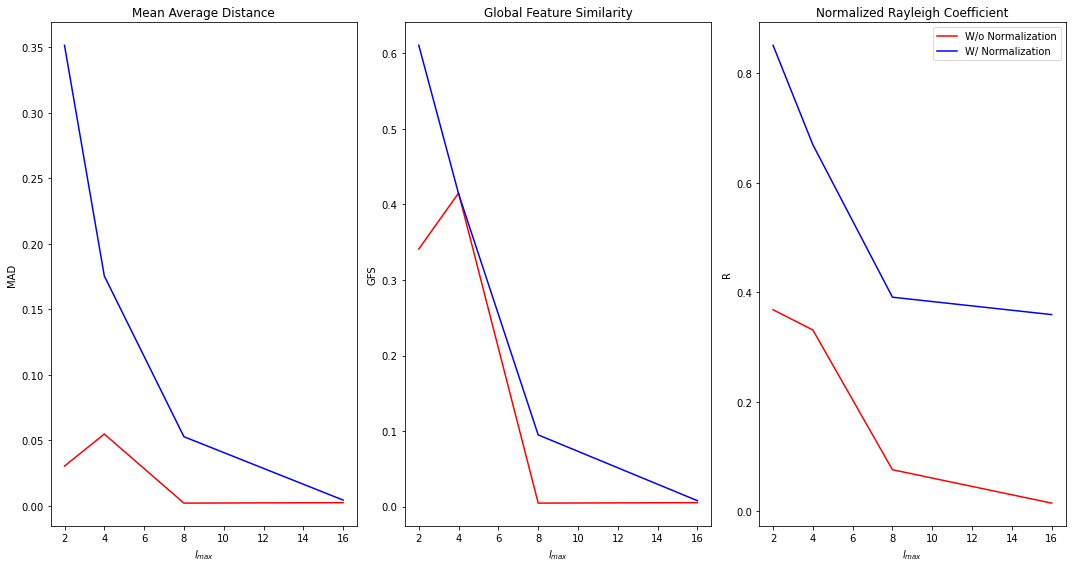 Mean Average Distance
MAD
0.35
0.30
0.25
0.20
0.15
0.10
0.05
0.00
2 4 6 8 10 12 14 16
l_max
Global Feature Similarity
GFS
0.6
0.5
0.4
0.3
0.2
0.1
0.0
2 4 6 8 10 12 14 16
l_max
Normalized Rayleigh Coefficient
W/o Normalization
W/ Normalization
R
0.8
0.6
0.4
0.2
0.0
2 4 6 8 10 12 14 16
l_max